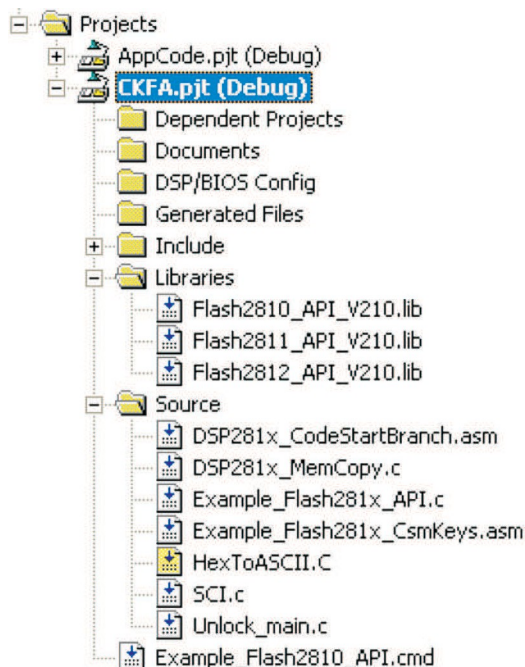 Projects
AppCode.pjt (Debug)
CKFA.pjt (Debug)
Dependent Projects
Documents
DSP/BIOS Config
Generated Files
Include
Libraries
Flash2810_API_V210.lib
Flash2811_API_V210.lib
Flash2812_API_V210.lib
Source
DSP281x_CodeStartBranch.asm
DSP281x_MemCopy.c
Example_Flash281x_API.c
Example_Flash281x_CsmKeys.asm
HexToASCII.C
SCI.c
Unlock_main.c
Example_Flash2810_API.cmd